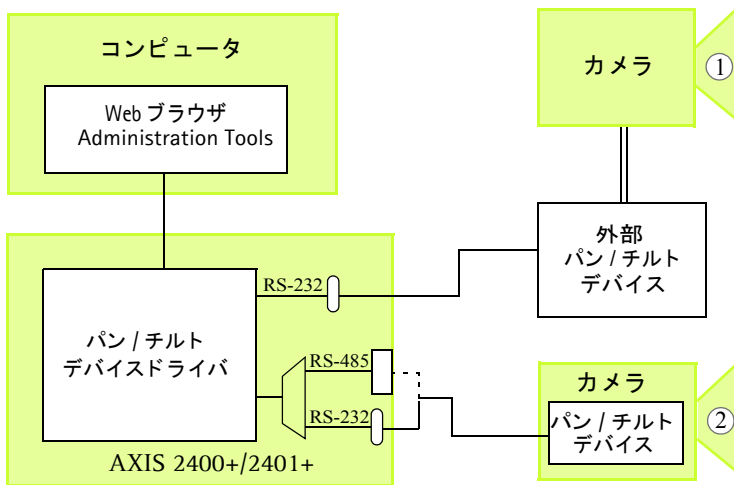 コンピュータ
Web ブラウザ
Administration Tools
カメラ
①
外部
パン / チルト
デバイス
RS-232
パン / チルト
デバイスドライバ
RS-485
RS-232
AXIS 2400+/2401+
カメラ
パン / チルト
デバイス
②